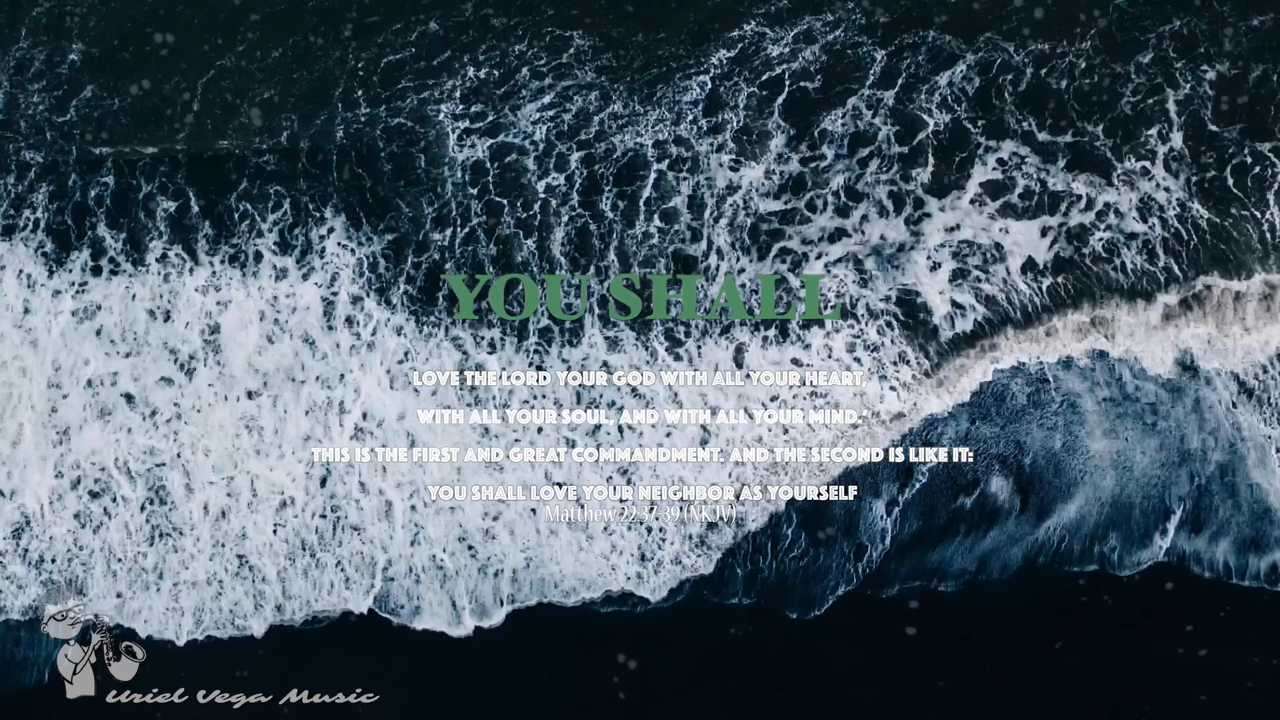 YOU SHALL
LOVE THE LORD YOUR GOD WITH ALL YOUR HEART,
WITH ALL YOUR SOUL, AND WITH ALL YOUR MIND.’
THIS IS THE FIRST AND GREAT COMMANDMENT. AND THE SECOND IS LIKE IT:
YOU SHALL LOVE YOUR NEIGHBOR AS YOURSELF
Matthew 22:37-39 (NKJV)
Uriel Vega Music